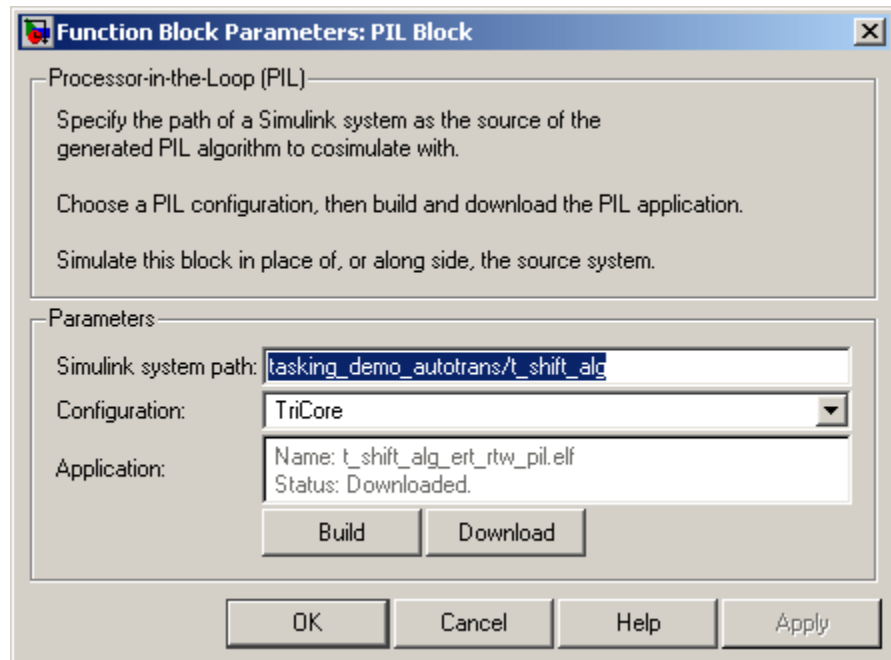 Function Block Parameters: PIL Block
Processor-in-the-Loop (PIL)
Specify the path of a Simulink system as the source of the
generated PIL algorithm to cosimulate with.
Choose a PIL configuration, then build and download the PIL application.
Simulate this block in place of, or along side, the source system.
Parameters
Simulink system path: tasking_demo_autotrans/t_shift_alg
Configuration: TriCore
Application: Name: t_shift_alg_ert_rtw_pil.elf
Status: Downloaded.
Build Download
OK Cancel Help Apply